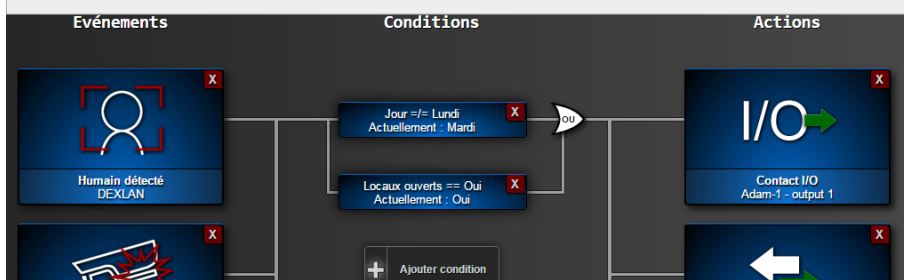 Evénements
Conditions
Actions
X
Humain détecté
DEXLAN
X
Jour =/= Lundi
Actuellement : Mardi
X
OU
Locaux ouverts == Oui
Actuellement : Oui
X
+ Ajouter condition
I/O
X
Contact I/O
Adam-1 - output 1
X